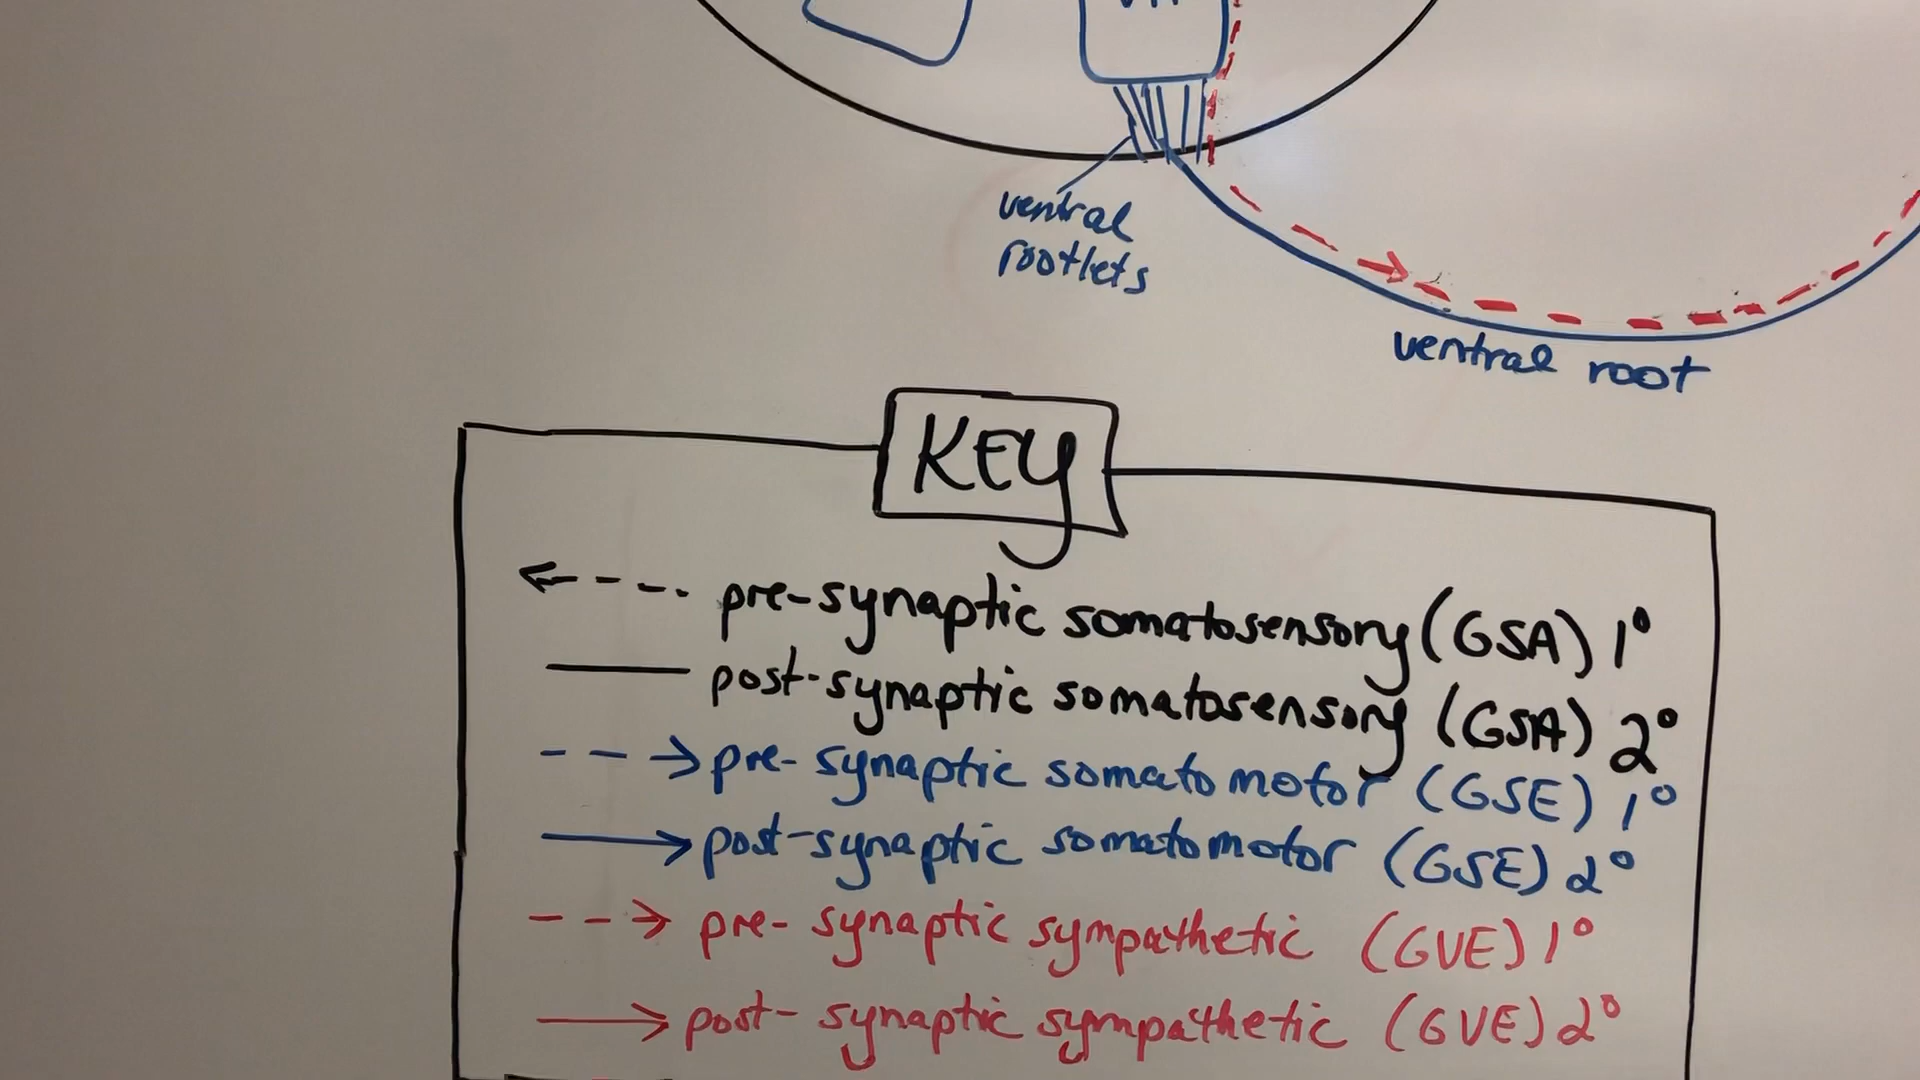 ventral
rootlets
ventral root
KEY
pre-synaptic somatosensory (GSA) 1°
post-synaptic somatosensory (GSA) 2°
pre-synaptic somatomotor (GSE) 1°
post-synaptic somatomotor (GSE) 2°
pre-synaptic sympathetic (GVE) 1°
post-synaptic sympathetic (GVE) 2°